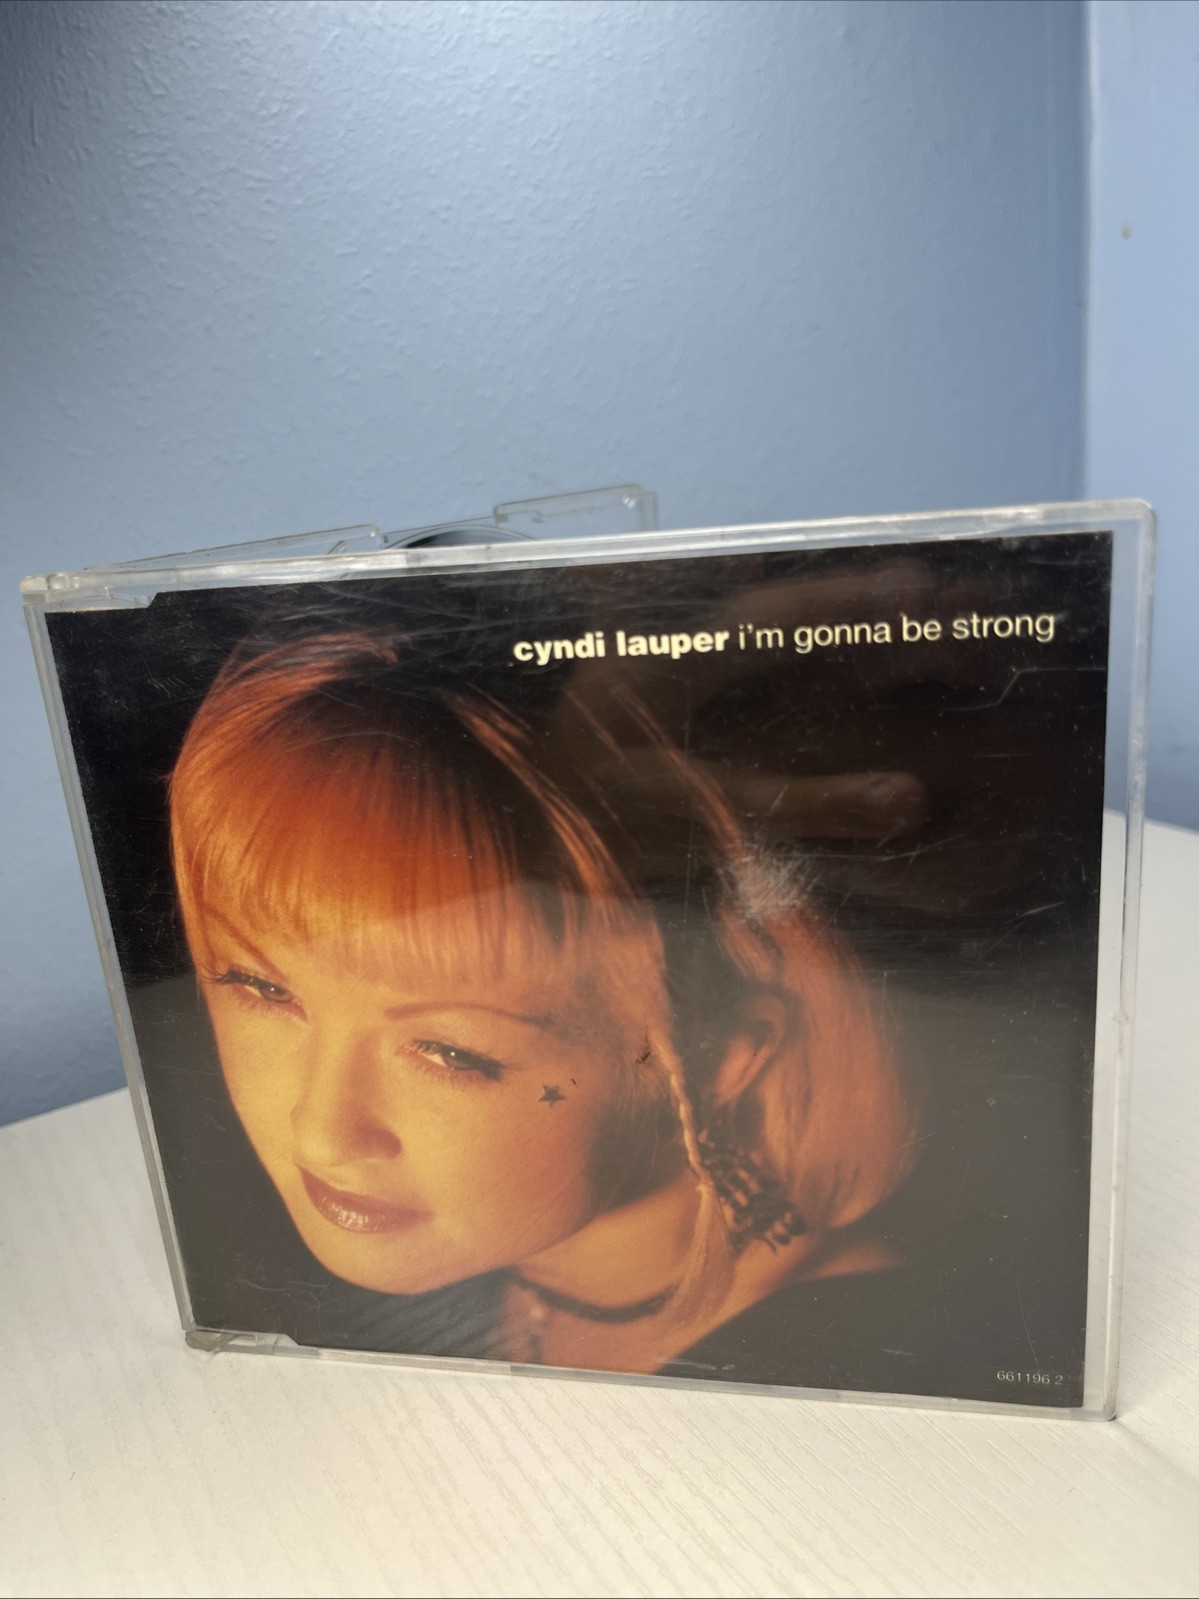 cyndi lauper i'm gonna be strong
661196 2